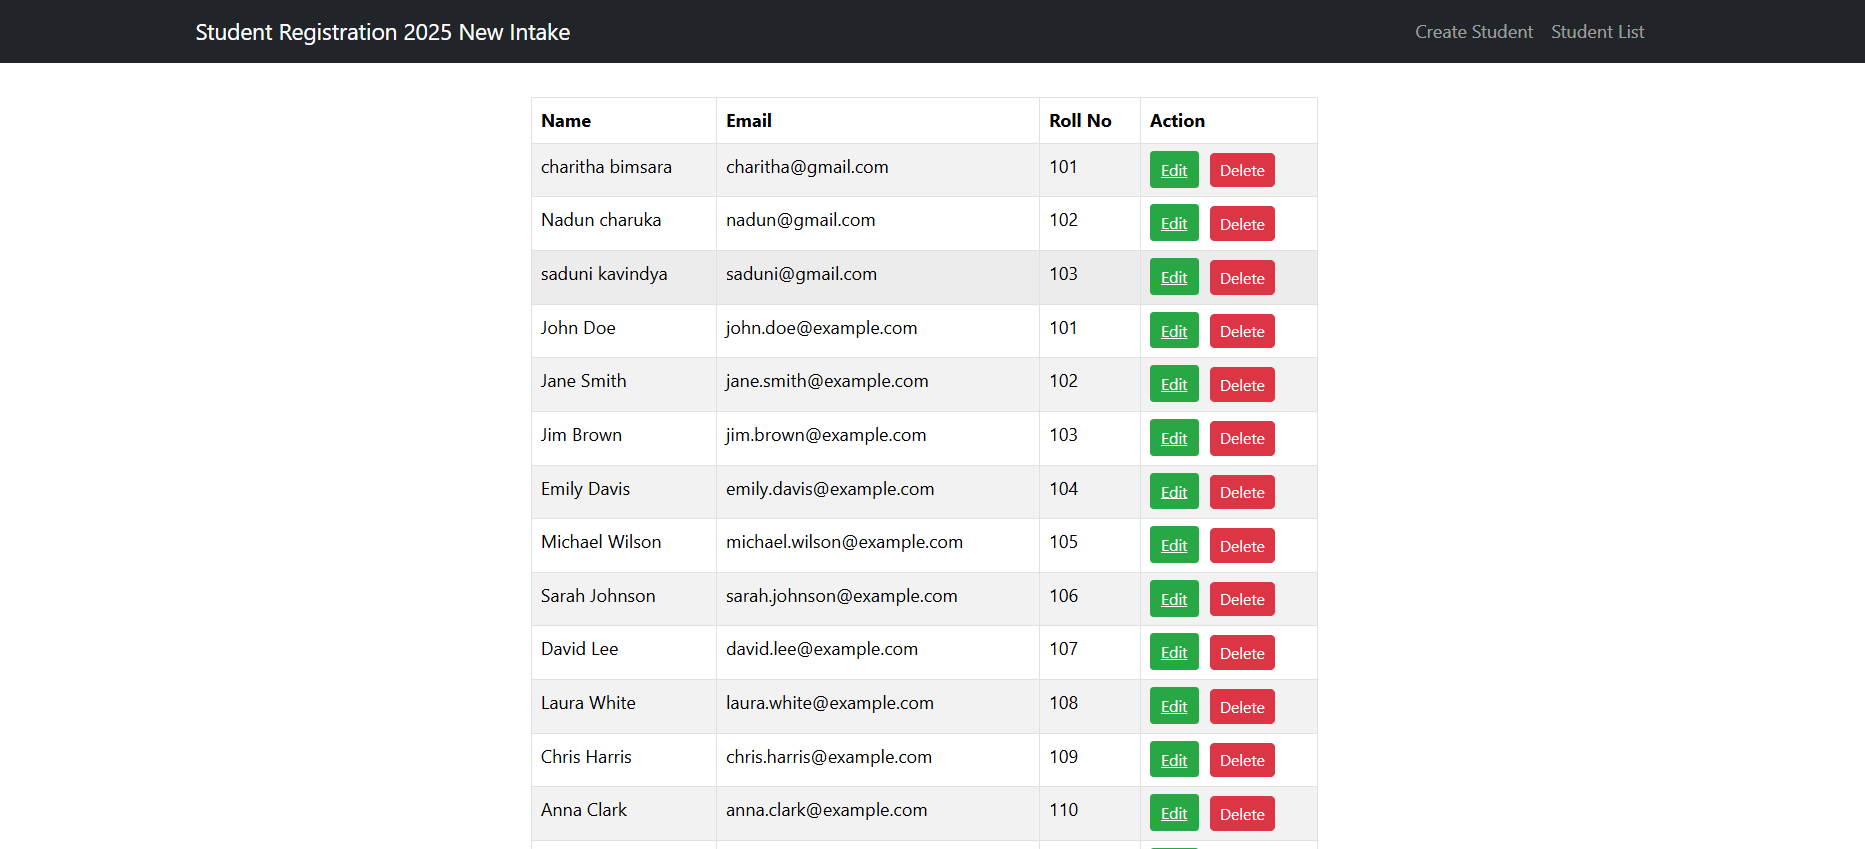 Student Registration 2025 New Intake Create Student Student List
Name Email Roll No Action
charitha bimsara charitha@gmail.com 101 Edit Delete
Nadun charuka nadun@gmail.com 102 Edit Delete
saduni kavindya saduni@gmail.com 103 Edit Delete
John Doe john.doe@example.com 101 Edit Delete
Jane Smith jane.smith@example.com 102 Edit Delete
Jim Brown jim.brown@example.com 103 Edit Delete
Emily Davis emily.davis@example.com 104 Edit Delete
Michael Wilson michael.wilson@example.com 105 Edit Delete
Sarah Johnson sarah.johnson@example.com 106 Edit Delete
David Lee david.lee@example.com 107 Edit Delete
Laura White laura.white@example.com 108 Edit Delete
Chris Harris chris.harris@example.com 109 Edit Delete
Anna Clark anna.clark@example.com 110 Edit Delete